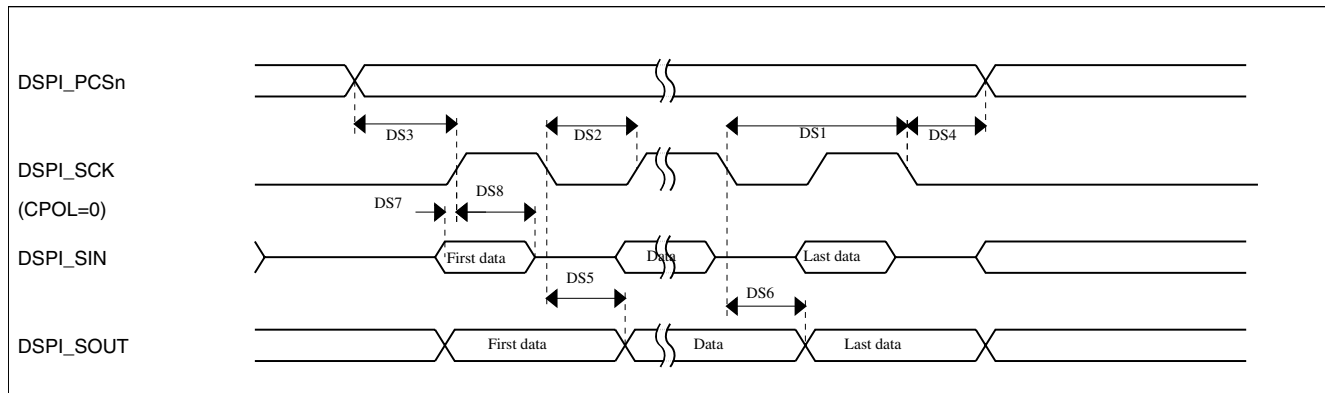 DSPI_PCSn
DS3
DS2
DS1
DS4
DSPI_SCK
(CPOL=0)
DS7
DS8
DSPI_SIN
First data
Data
Last data
DS5
DS6
DSPI_SOUT
First data
Data
Last data